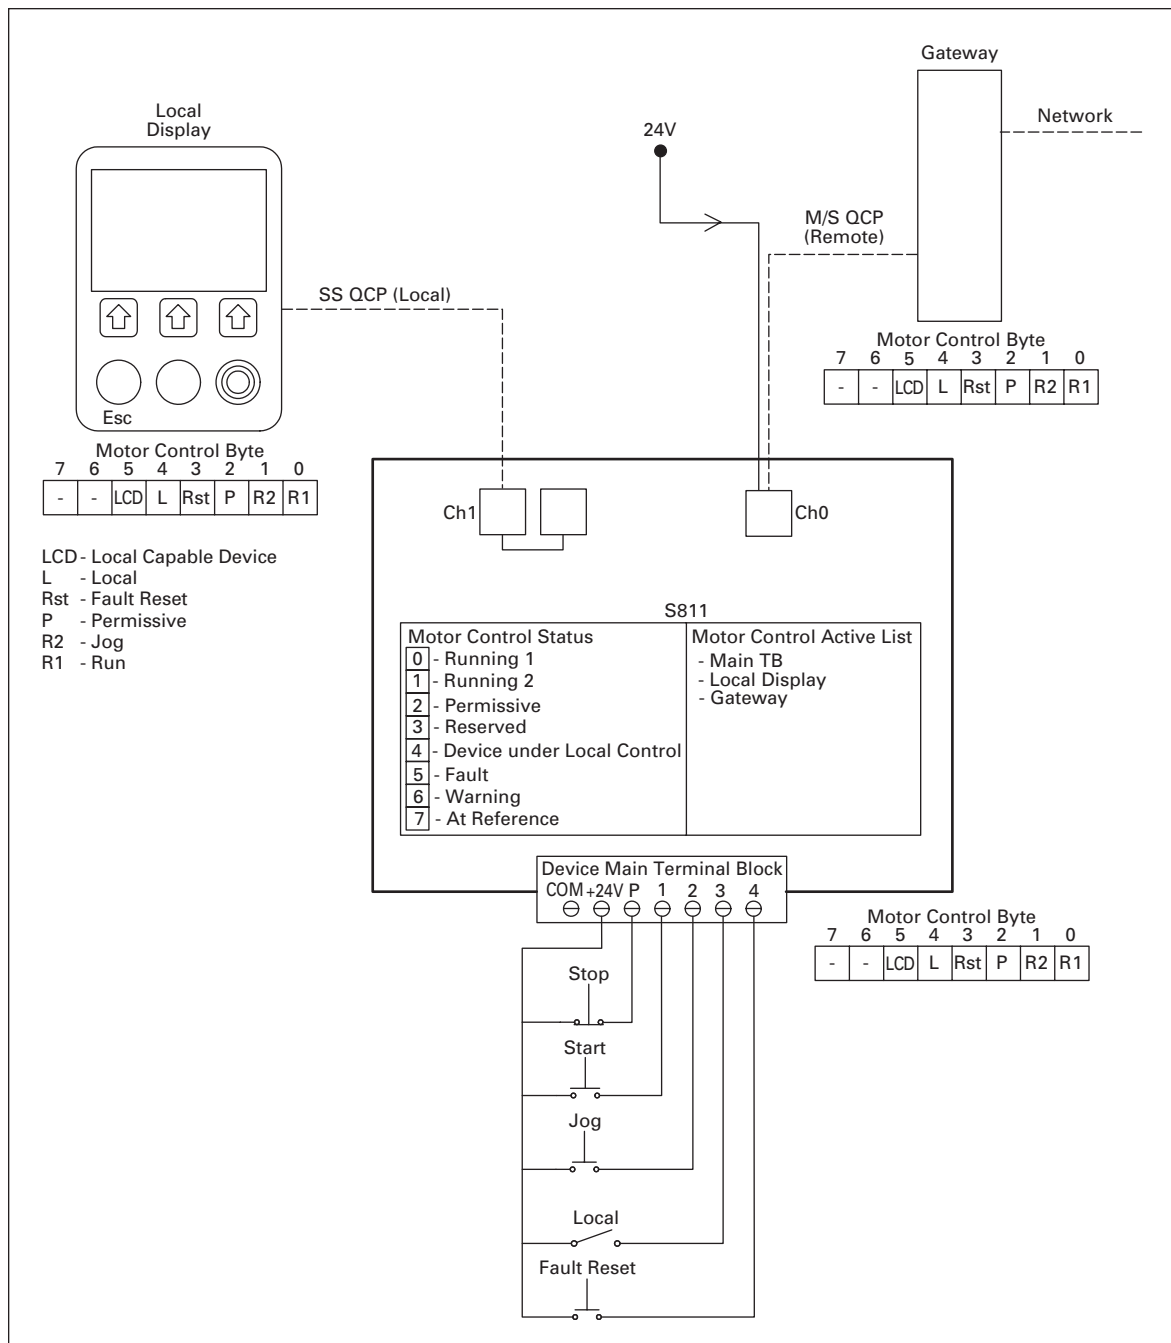 Gateway
Network
Local
Display
24V
M/S QCP
(Remote)
SS QCP (Local)
Motor Control Byte
7 6 5 4 3 2 1 0
- - LCD L Rst P R2 R1
Esc
Motor Control Byte
7 6 5 4 3 2 1 0
- - LCD L Rst P R2 R1
Ch1
Ch0
LCD - Local Capable Device
L - Local
Rst - Fault Reset
P - Permissive
R2 - Jog
R1 - Run
S811
Motor Control Status
0 - Running 1
1 - Running 2
2 - Permissive
3 - Reserved
4 - Device under Local Control
5 - Fault
6 - Warning
7 - At Reference
Motor Control Active List
- Main TB
- Local Display
- Gateway
Device Main Terminal Block
COM +24V P 1 2 3 4
Motor Control Byte
7 6 5 4 3 2 1 0
- - LCD L Rst P R2 R1
Stop
Start
Jog
Local
Fault Reset